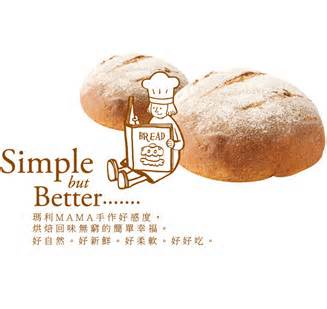 BREAD
Simple
but
Better.......
瑪利MAMA手作好感度，
烘焙回味無窮的簡單幸福。
好自然。好新鮮。好柔軟。好好吃。